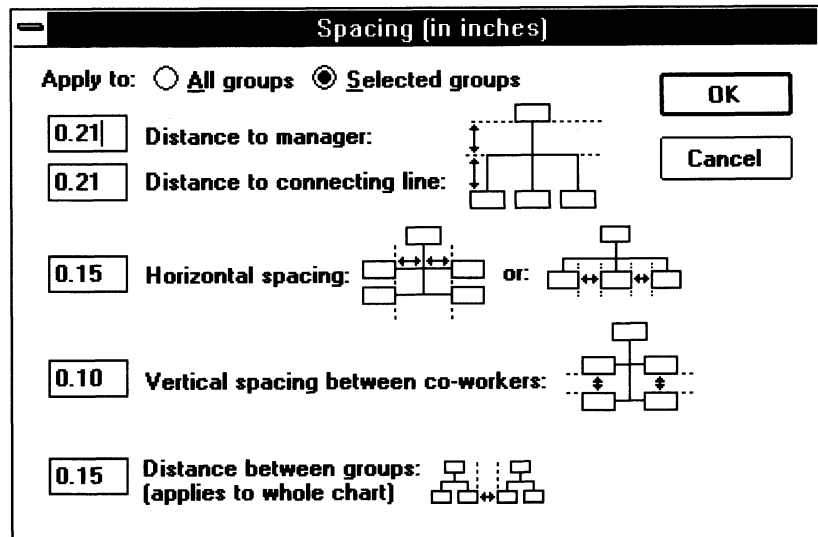 Spacing (in inches)
Apply to: All groups Selected groups
OK
0.21 Distance to manager:
Cancel
0.21 Distance to connecting line:
0.15 Horizontal spacing: or:
0.10 Vertical spacing between co-workers:
0.15 Distance between groups:
(applies to whole chart)